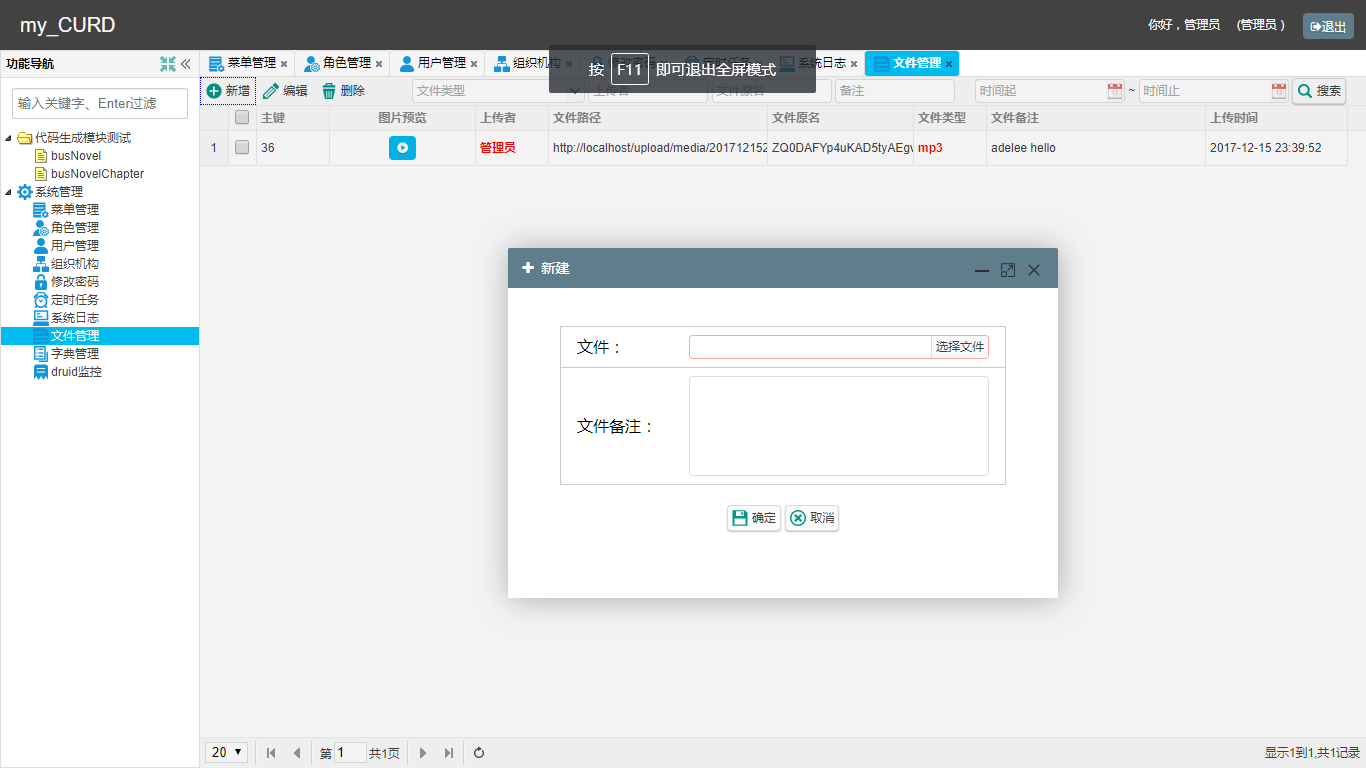 my_CURD
你好，管理员 (管理员 )
退出
功能导航
菜单管理
角色管理
用户管理
组织机构
系统日志
文件管理
按 F11 即可退出全屏模式
输入关键字、Enter过滤
新增
编辑
删除
文件类型
上传者
文件原名
备注
时间起
~
时间止
搜索
主键
图片预览
上传者
文件路径
文件原名
文件类型
文件备注
上传时间
1
36
管理员
http://localhost/upload/media/201712152
ZQ0DAFYp4uKAD5tyAEgv
mp3
adelee hello
2017-12-15 23:39:52
代码生成模块测试
busNovel
busNovelChapter
系统管理
菜单管理
角色管理
用户管理
组织机构
修改密码
定时任务
系统日志
文件管理
字典管理
druid监控
新建
文件：
选择文件
文件备注：
确定
取消
20
第 1 共1页
显示1到1,共1记录